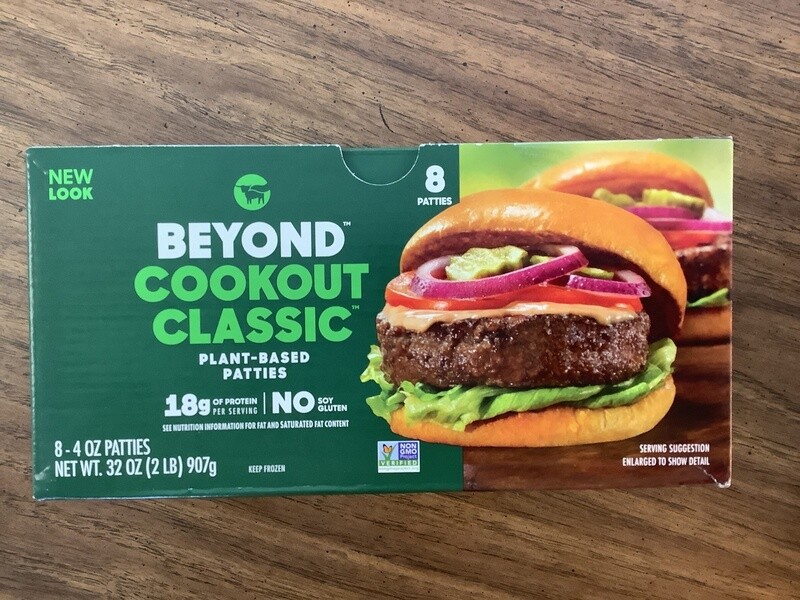 NEW
LOOK
8
PATTIES
BEYOND™
COOKOUT
CLASSIC™
PLANT-BASED
PATTIES
18g OF PROTEIN PER SERVING | NO SOY GLUTEN
SEE NUTRITION INFORMATION FOR FAT AND SATURATED FAT CONTENT
8 - 4 OZ PATTIES
NET WT. 32 OZ (2 LB) 907g
KEEP FROZEN
NON
GMO
Project
VERIFIED
SERVING SUGGESTION
ENLARGED TO SHOW DETAIL